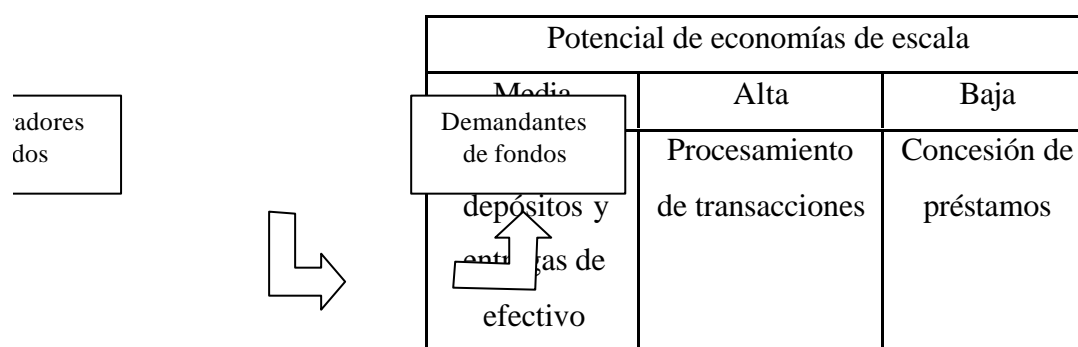 Potencial de economías de escala
Media
Alta
Baja
adores
dos
Demandantes
de fondos
depósitos y
efectivo
Procesamiento
de transacciones
Concesión de
préstamos